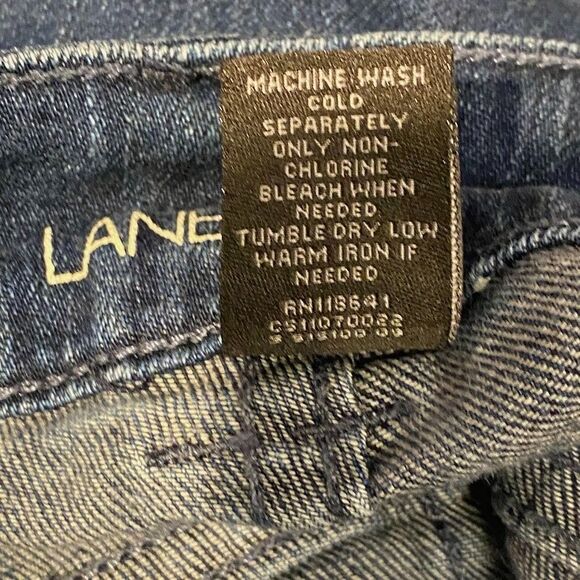 MACHINE WASH
COLD
SEPARATELY
ONLY NON-
CHLORINE
BLEACH WHEN
NEEDED
TUMBLE DRY LOW
WARM IRON IF
NEEDED
RN118641
CS11070022
LANE